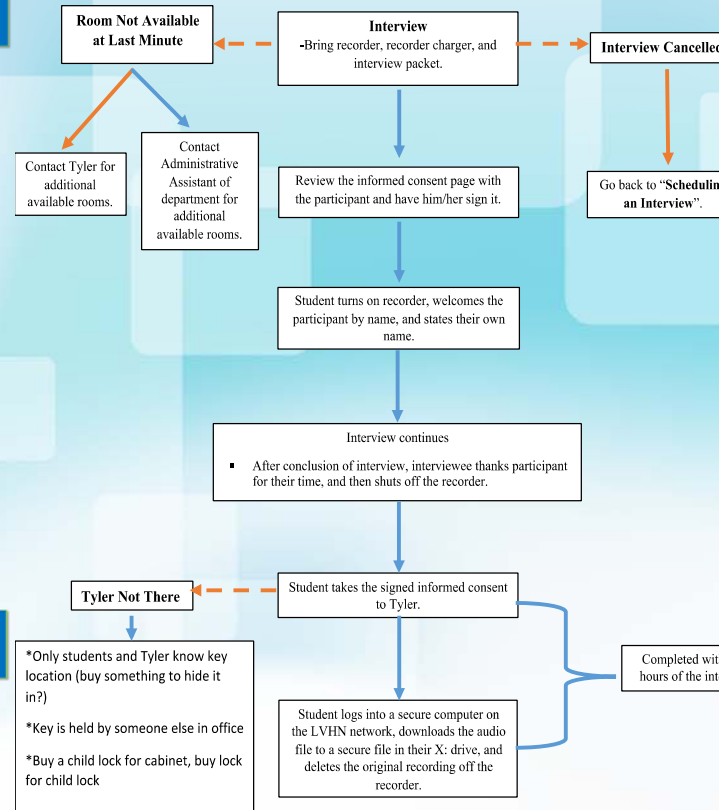 Room Not Available
at Last Minute
Interview
-Bring recorder, recorder charger, and
interview packet.
Interview Cancelled
Contact Tyler for
additional
available rooms.
Contact
Administrative
Assistant of
department for
additional
available rooms.
Review the informed consent page with
the participant and have him/her sign it.
Go back to “Scheduling
an Interview”.
Student turns on recorder, welcomes the
participant by name, and states their own
name.
Interview continues
▪ After conclusion of interview, interviewee thanks participant
for their time, and then shuts off the recorder.
Tyler Not There
Student takes the signed informed consent
to Tyler.
*Only students and Tyler know key
location (buy something to hide it
in?)
*Key is held by someone else in office
*Buy a child lock for cabinet, buy lock
for child lock
Student logs into a secure computer on
the LVHN network, downloads the audio
file to a secure file in their X: drive, and
deletes the original recording off the
recorder.
Completed
hours of the